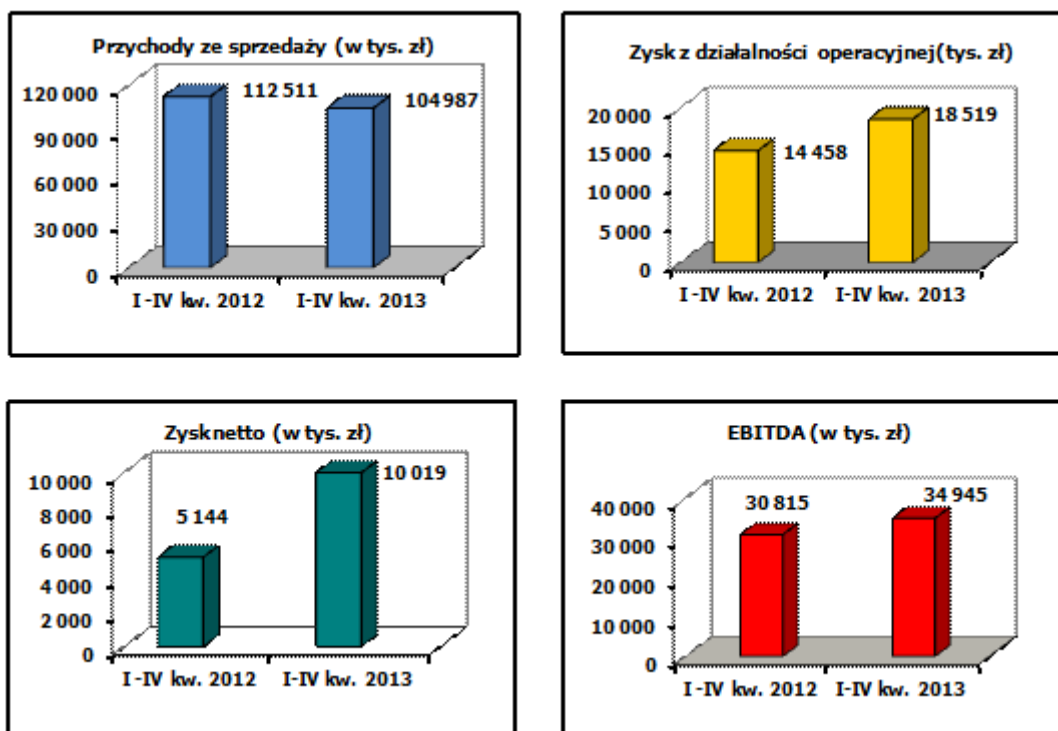 Przychody ze sprzedaży (w tys. zł)
120 000
90 000
60 000
30 000
0
112 511
104 987
I -IV kw. 2012
I-IV kw. 2013
Zysk z działalności operacyjnej(tys. zł)
20 000
15 000
10 000
5 000
0
14 458
18 519
I -IV kw. 2012
I-IV kw. 2013
Zysk netto (w tys. zł)
10 000
8 000
6 000
4 000
2 000
0
5 144
10 019
I -IV kw. 2012
I-IV kw. 2013
EBITDA (w tys. zł)
40 000
30 000
20 000
10 000
0
30 815
34 945
I -IV kw. 2012
I-IV kw. 2013